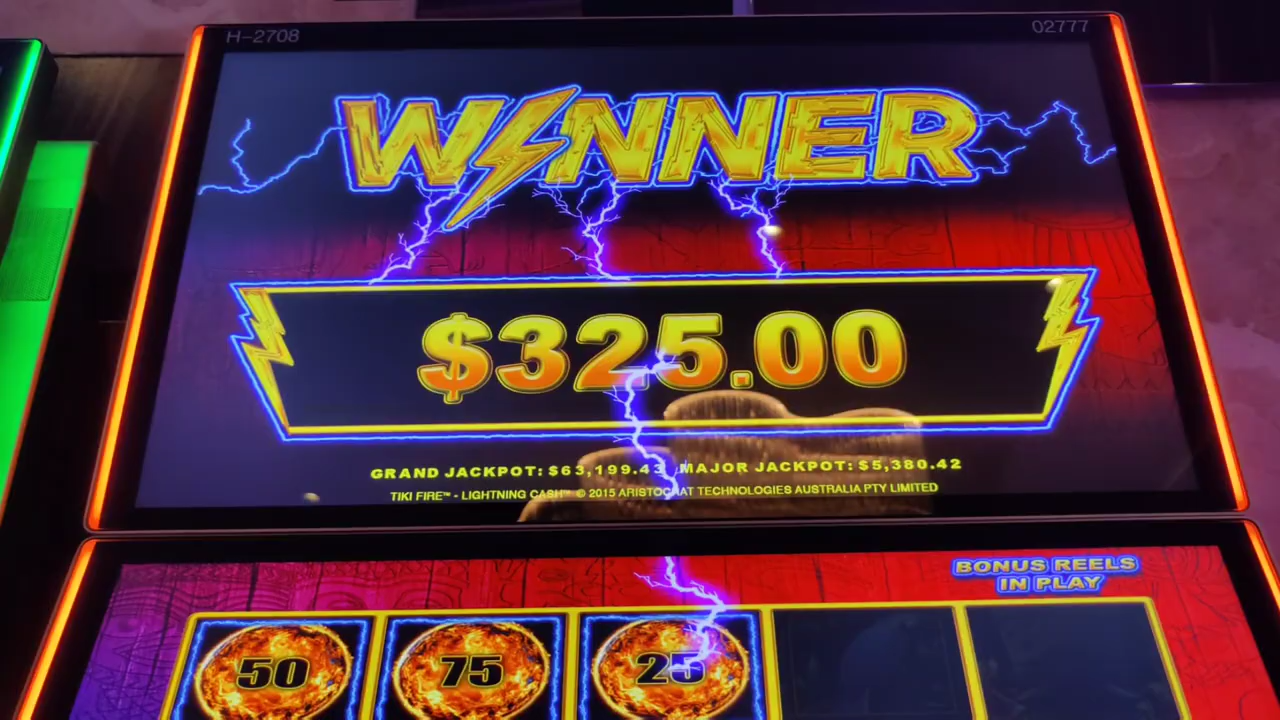 H-2708
02777
WINNER
$325.00
GRAND JACKPOT: $63,199.43 MAJOR JACKPOT: $5,380.42
TIKI FIRE™ - LIGHTNING CASH™ © 2015 ARISTOCRAT TECHNOLOGIES AUSTRALIA PTY LIMITED
BONUS REELS
IN PLAY
50 75 25